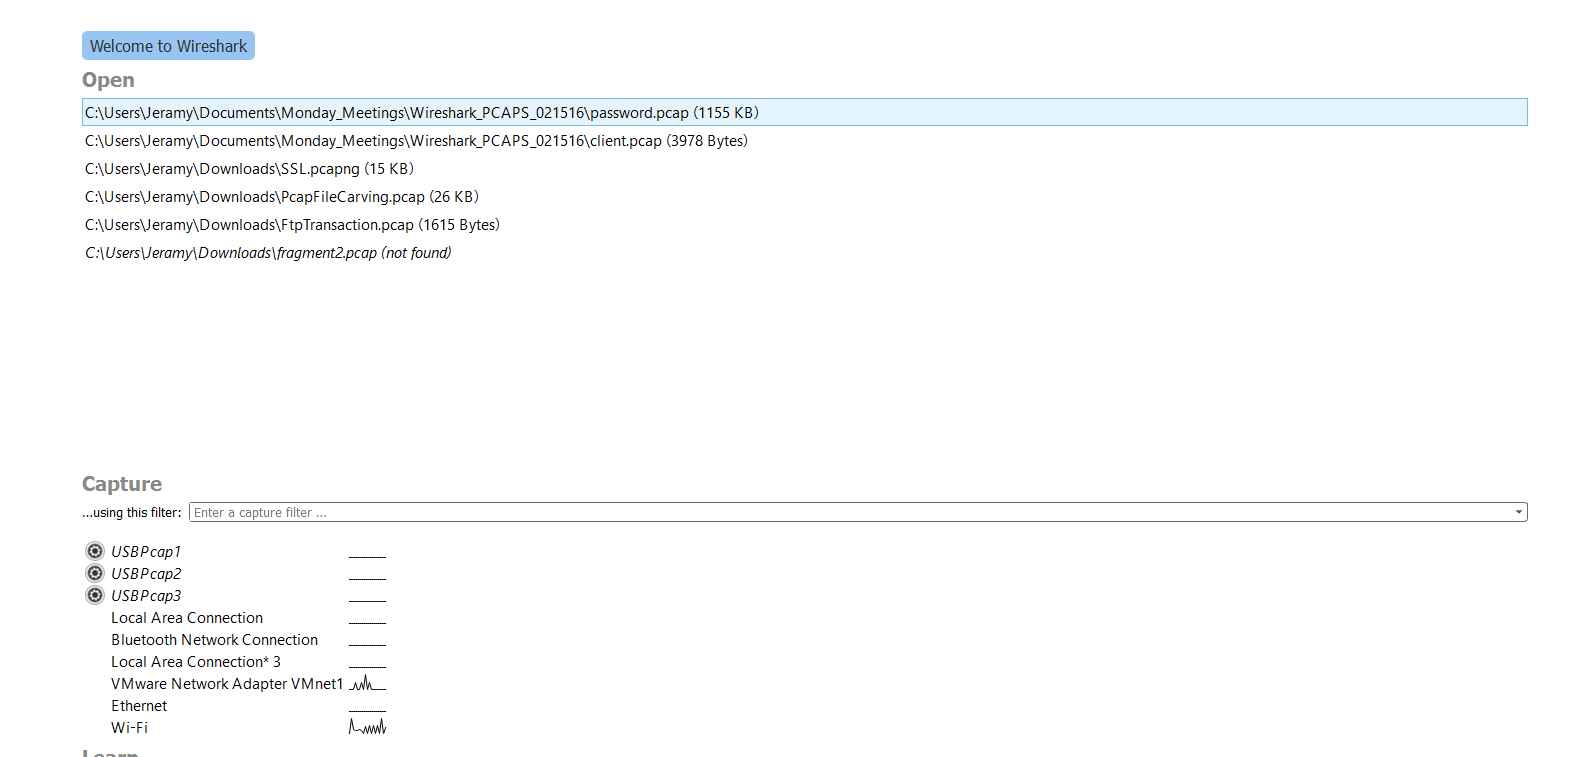 Welcome to Wireshark
Open
C:\Users\Jeramy\Documents\Monday_Meetings\Wireshark_PCAPS_021516\password.pcap (1155 KB)
C:\Users\Jeramy\Documents\Monday_Meetings\Wireshark_PCAPS_021516\client.pcap (3978 Bytes)
C:\Users\Jeramy\Downloads\SSL.pcapng (15 KB)
C:\Users\Jeramy\Downloads\PcapFileCarving.pcap (26 KB)
C:\Users\Jeramy\Downloads\FtpTransaction.pcap (1615 Bytes)
C:\Users\Jeramy\Downloads\fragment2.pcap (not found)
Capture
...using this filter: Enter a capture filter ...
USBPcap1
USBPcap2
USBPcap3
Local Area Connection
Bluetooth Network Connection
Local Area Connection* 3
VMware Network Adapter VMnet1
Ethernet
Wi-Fi
Learn